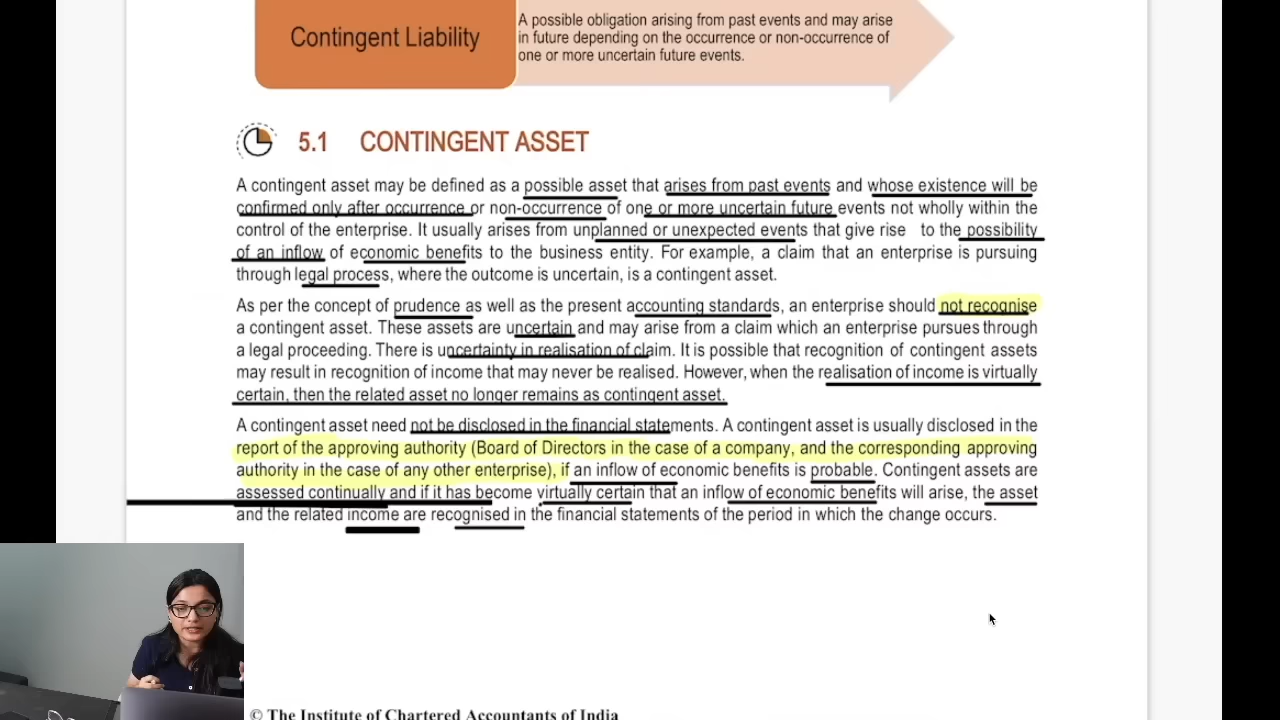 Contingent Liability
A possible obligation arising from past events and may arise
in future depending on the occurrence or non-occurrence of
one or more uncertain future events.
5.1 CONTINGENT ASSET
A contingent asset may be defined as a possible asset that arises from past events and whose existence will be
confirmed only after occurrence or non-occurrence of one or more uncertain future events not wholly within the
control of the enterprise. It usually arises from unplanned or unexpected events that give rise to the possibility
of an inflow of economic benefits to the business entity. For example, a claim that an enterprise is pursuing
through legal process, where the outcome is uncertain, is a contingent asset.
As per the concept of prudence as well as the present accounting standards, an enterprise should not recognise
a contingent asset. These assets are uncertain and may arise from a claim which an enterprise pursues through
a legal proceeding. There is uncertainty in realisation of claim. It is possible that recognition of contingent assets
may result in recognition of income that may never be realised. However, when the realisation of income is virtually
certain, then the related asset no longer remains as contingent asset.
A contingent asset need not be disclosed in the financial statements. A contingent asset is usually disclosed in the
report of the approving authority (Board of Directors in the case of a company, and the corresponding approving
authority in the case of any other enterprise), if an inflow of economic benefits is probable. Contingent assets are
assessed continually and if it has become virtually certain that an inflow of economic benefits will arise, the asset
and the related income are recognised in the financial statements of the period in which the change occurs.
© The Institute of Chartered Accountants of India